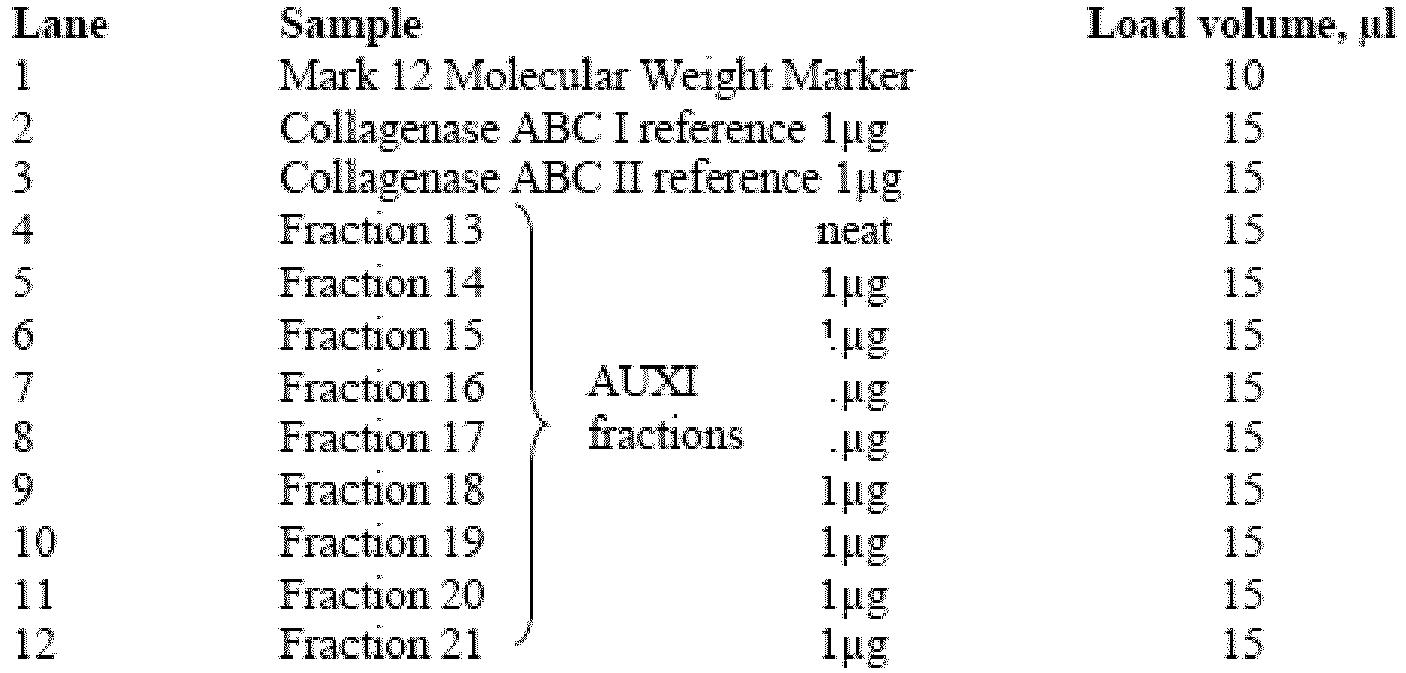 Lane Sample Load volume, µl
1 Mark 12 Molecular Weight Marker 10
2 Collagenase ABC I reference 1µg 15
3 Collagenase ABC II reference 1µg 15
4 Fraction 13 neat 15
5 Fraction 14 1µg 15
6 Fraction 15 µg 15
7 Fraction 16 AUXI .µg 15
8 Fraction 17 fractions .µg 15
9 Fraction 18 1µg 15
10 Fraction 19 1µg 15
11 Fraction 20 1µg 15
12 Fraction 21 1µg 15